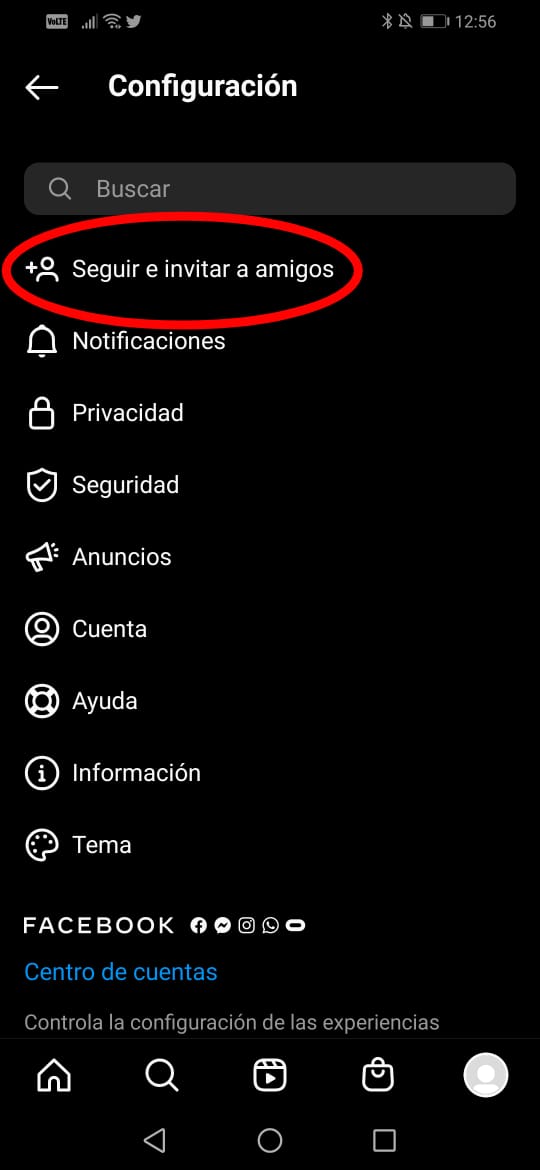 VoLTE 12:56
Configuración
Buscar
Seguir e invitar a amigos
Notificaciones
Privacidad
Seguridad
Anuncios
Cuenta
Ayuda
Información
Tema
FACEBOOK
Centro de cuentas
Controla la configuración de las experiencias